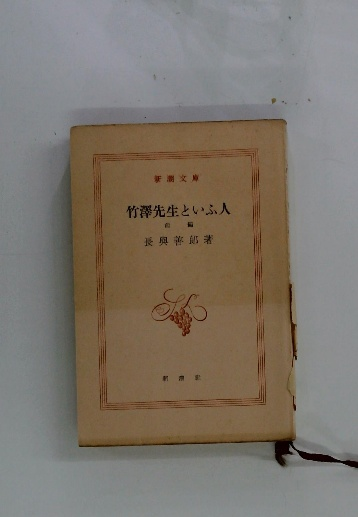 新潮文庫
竹澤先生といふ人
前編
長與善郎著
新潮社